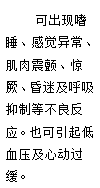 可出现嗜
睡、感觉异常、
肌肉震颤、惊
厥、昏迷及呼吸
抑制等不良反
应。也可引起低
血压及心动过
缓。